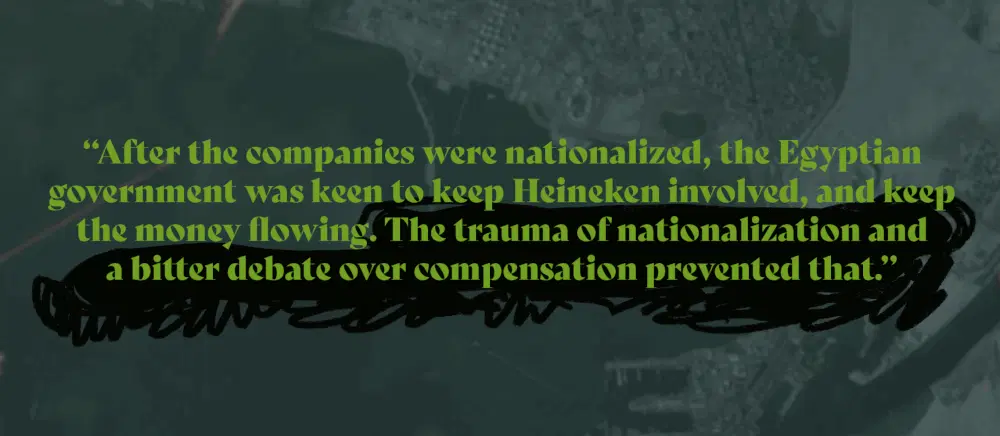 “After the companies were nationalized, the Egyptian
government was keen to keep Heineken involved, and keep
the money flowing. The trauma of nationalization and
a bitter debate over compensation prevented that.”